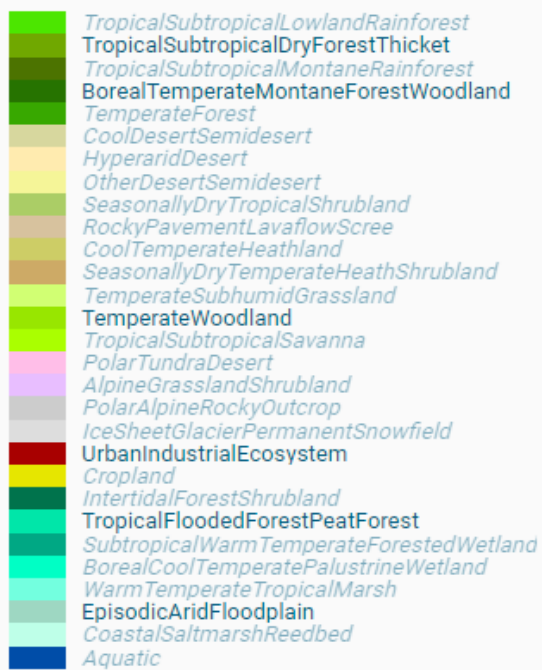 TropicalSubtropicalLowlandRainforest
TropicalSubtropicalDryForestThicket
TropicalSubtropicalMontaneRainforest
BorealTemperateMontaneForestWoodland
TemperateForest
CoolDesertSemidesert
HyperaridDesert
OtherDesertSemidesert
SeasonallyDryTropicalShrubland
RockyPavementLavaflowScree
CoolTemperateHeathland
SeasonallyDryTemperateHeathShrubland
TemperateSubhumidGrassland
TemperateWoodland
TropicalSubtropicalSavanna
PolarTundraDesert
AlpineGrasslandShrubland
PolarAlpineRockyOutcrop
IceSheetGlacierPermanentSnowfield
UrbanIndustrialEcosystem
Cropland
IntertidalForestShrubland
TropicalFloodedForestPeatForest
SubtropicalWarmTemperateForestedWetland
BorealCoolTemperatePalustrineWetland
WarmTemperateTropicalMarsh
EpisodicAridFloodplain
CoastalSaltmarshReedbed
Aquatic